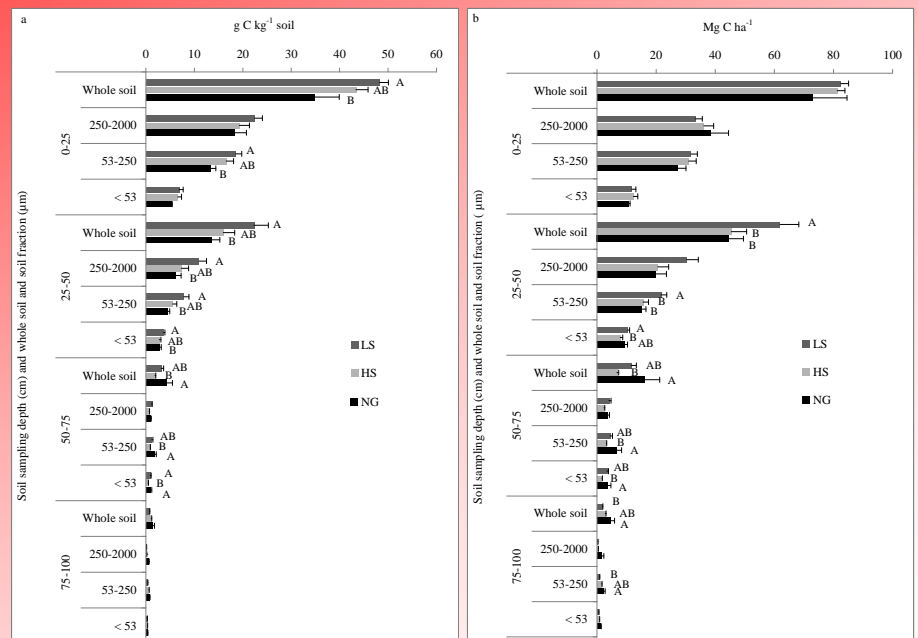 a
g C kg⁻¹ soil
0 10 20 30 40 50 60
Soil sampling depth (cm) and whole soil and soil fraction (µm)
0-25
Whole soil A AB B
250-2000
53-250 A AB B
< 53
25-50
Whole soil A AB B
250-2000 A AB B
53-250 A AB B
< 53 A AB B
50-75
Whole soil AB B A
250-2000
53-250 AB B A
< 53 A B A
75-100
Whole soil
250-2000
53-250
< 53
LS
HS
NG
b
Mg C ha⁻¹
0 20 40 60 80 100
Soil sampling depth (cm) and whole soil and soil fraction ( µm)
0-25
Whole soil
250-2000
53-250
< 53
25-50
Whole soil A B B
250-2000
53-250 A B B
< 53 A B AB
50-75
Whole soil AB B A
250-2000
53-250 AB B A
< 53 AB B A
75-100
Whole soil B AB A
250-2000
53-250 B AB A
< 53
LS
HS
NG